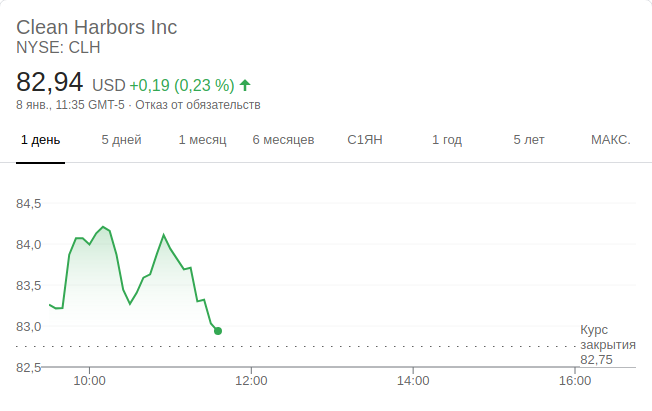 Clean Harbors Inc
NYSE: CLH
82,94 USD +0,19 (0,23 %)
8 янв., 11:35 GMT-5 · Отказ от обязательств
1 день 5 дней 1 месяц 6 месяцев С1ЯН 1 год 5 лет МАКС.
84,5
84,0
83,5
83,0
Курс
закрытия
82,75
82,5
10:00 12:00 14:00 16:00